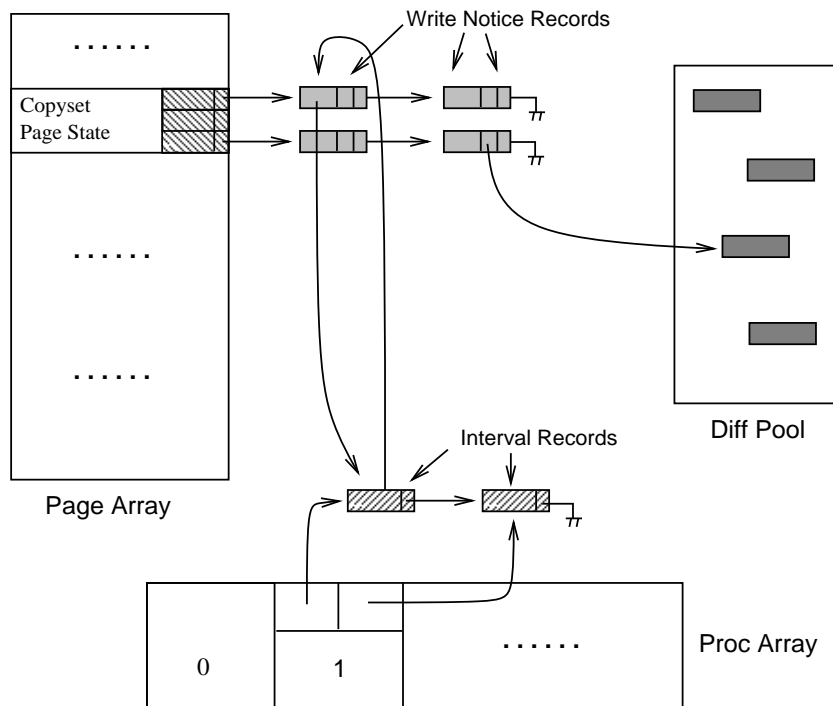 Write Notice Records
. . . . . .
Copyset
Page State
. . . . . .
. . . . . .
Diff Pool
Interval Records
Page Array
0
1
. . . . . .
Proc Array